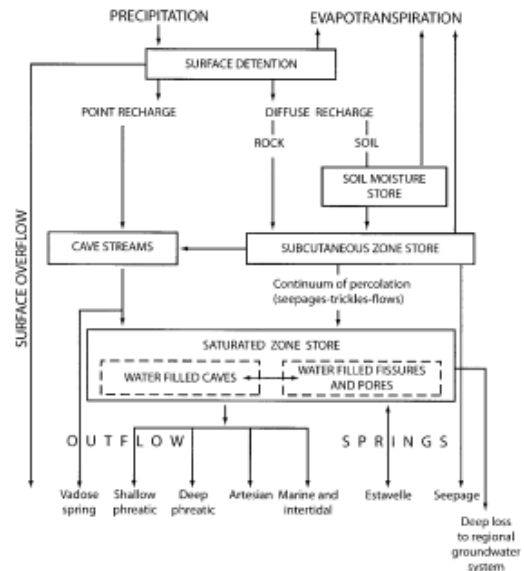 PRECIPITATION
EVAPOTRANSPIRATION
SURFACE DETENTION
POINT RECHARGE
DIFFUSE RECHARGE
ROCK
SOIL
SOIL MOISTURE
STORE
SURFACE OVERFLOW
CAVE STREAMS
SUBCUTANEOUS ZONE STORE
Continuum of percolation
(seepages-trickles-flows)
SATURATED ZONE STORE
WATER FILLED CAVES
WATER FILLED FISSURES
AND PORES
OUTFLOW
SPRINGS
Vadose
spring
Shallow
phreatic
Deep
phreatic
Artesian
Marine and
intertidal
Estavelle
Seepage
Deep loss
to regional
groundwater
system